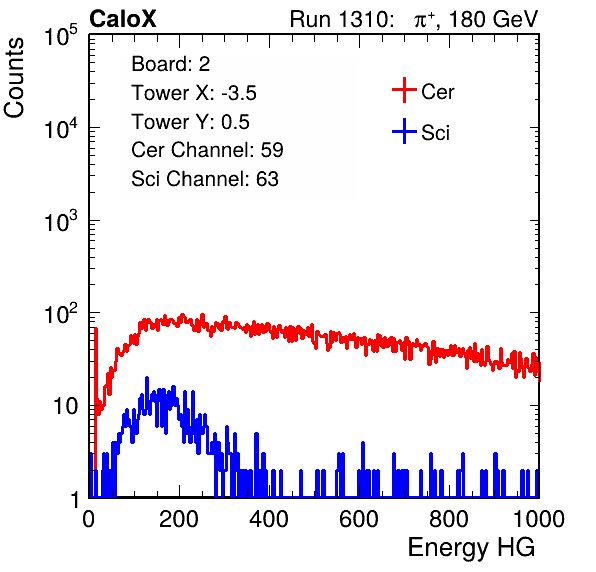 CaloX Run 1310: π⁺, 180 GeV
Counts
10⁵
10⁴
10³
10²
10
1
Board: 2
Tower X: -3.5
Tower Y: 0.5
Cer Channel: 59
Sci Channel: 63
Cer
Sci
0 200 400 600 800 1000
Energy HG